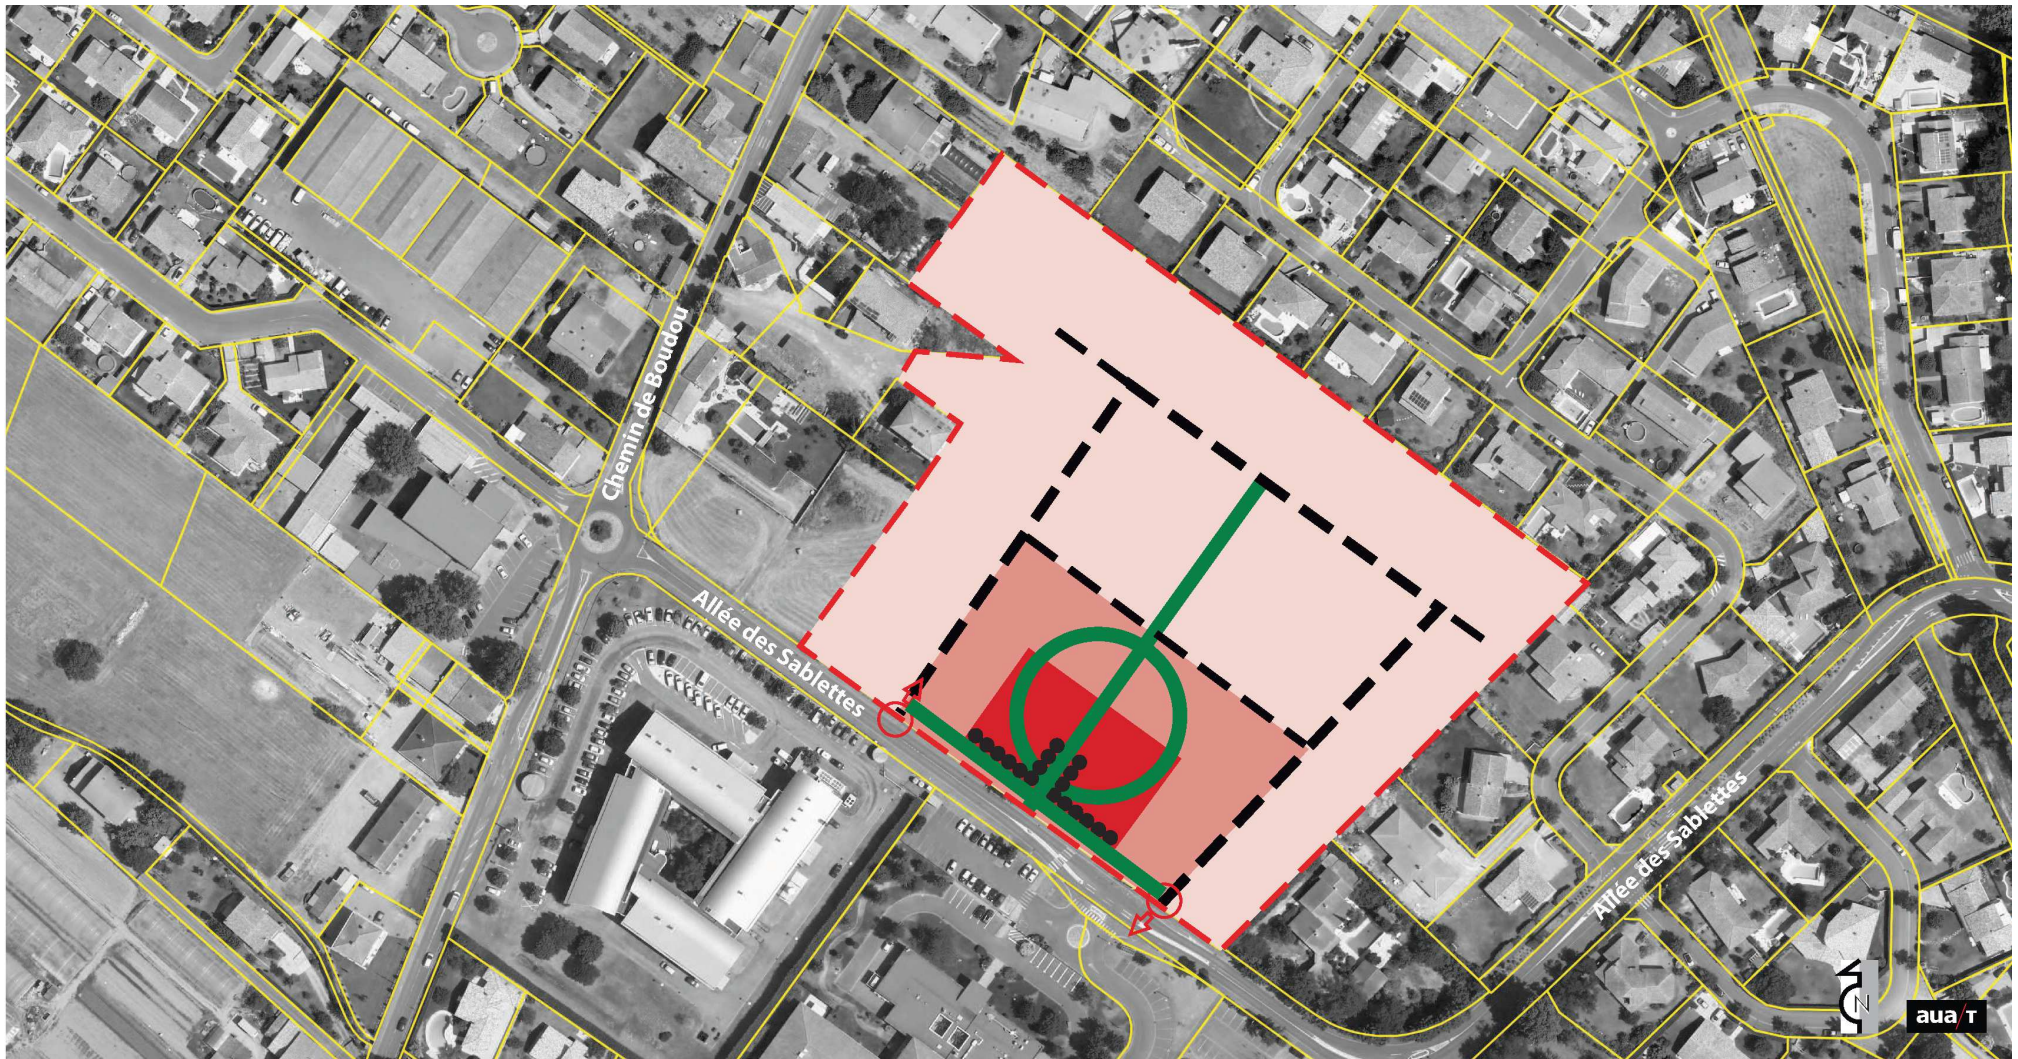 Chemin de Boudou
Allée des Sablettes
Allée des Sablettes
N
aua/T